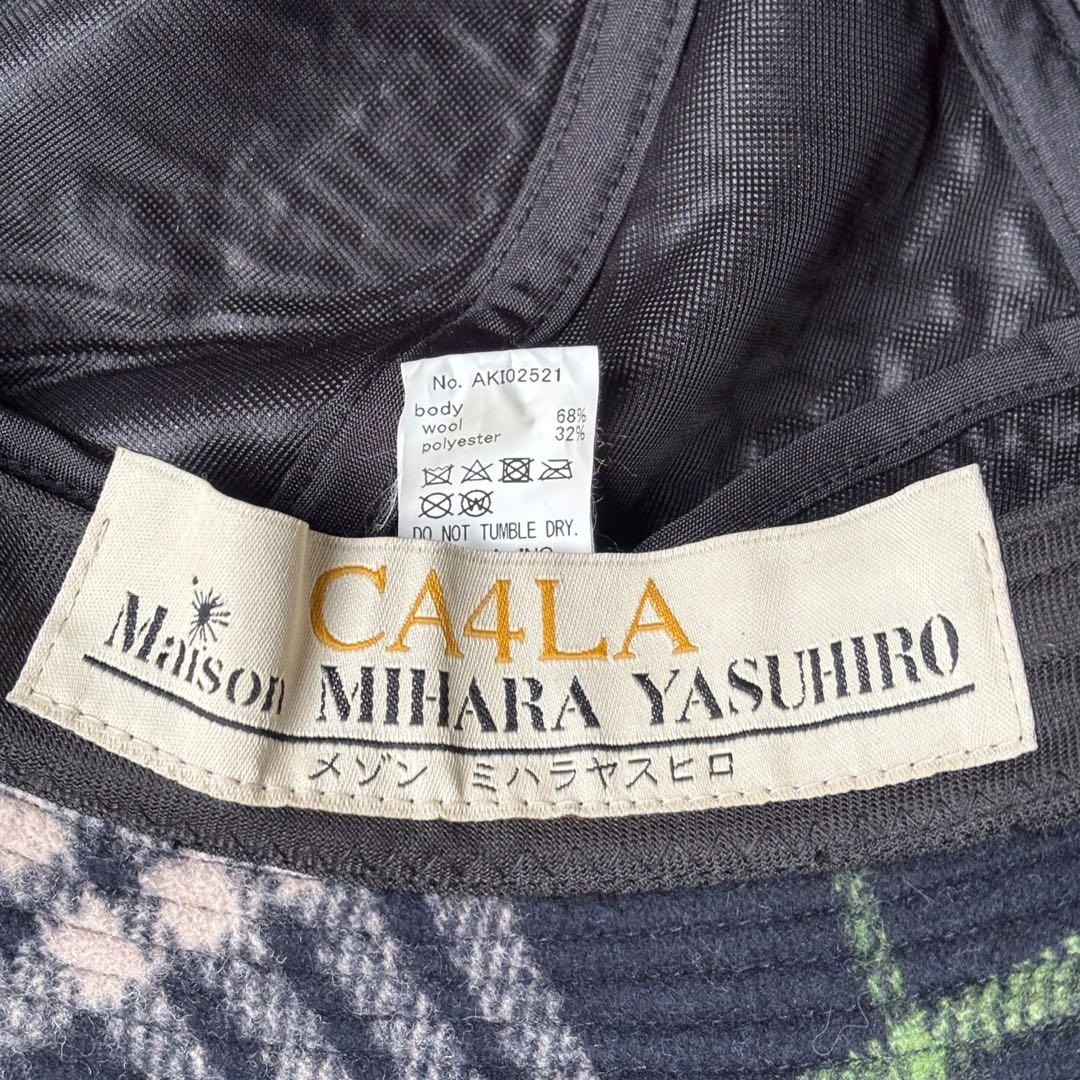 No. AKI02521
body
wool 68%
polyester 32%
DO NOT TUMBLE DRY.
CA4LA
Maison MIHARA YASUHIRO
メゾン ミハラヤスヒロ